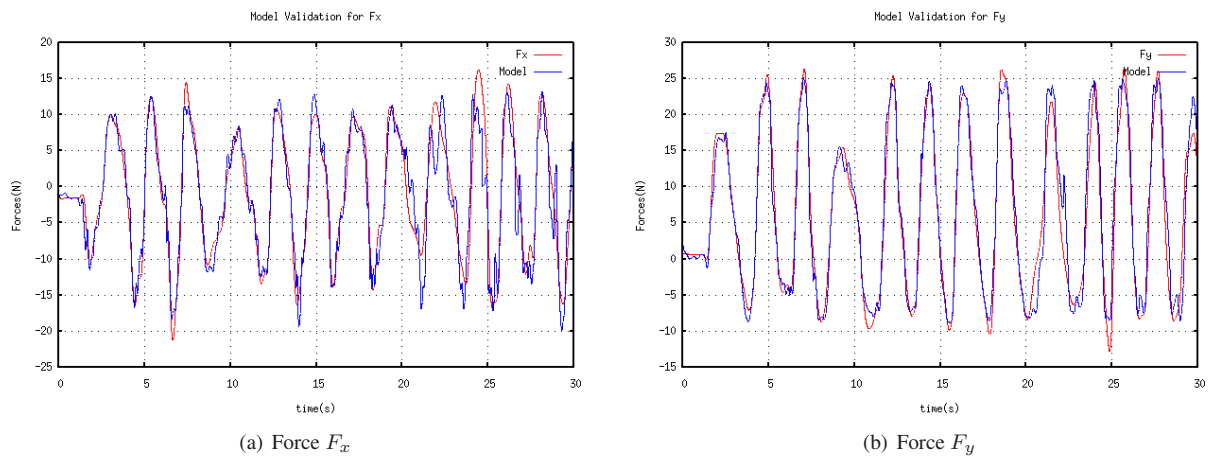 Model Validation for Fx
20
15
10
5
0
-5
-10
-15
-20
-25
Forces(N)
Fx
Model
0 5 10 15 20 25 30
time(s)
(a) Force Fx
Model Validation for Fy
30
25
20
15
10
5
0
-5
-10
-15
Forces(N)
Fy
Model
0 5 10 15 20 25 30
time(s)
(b) Force Fy